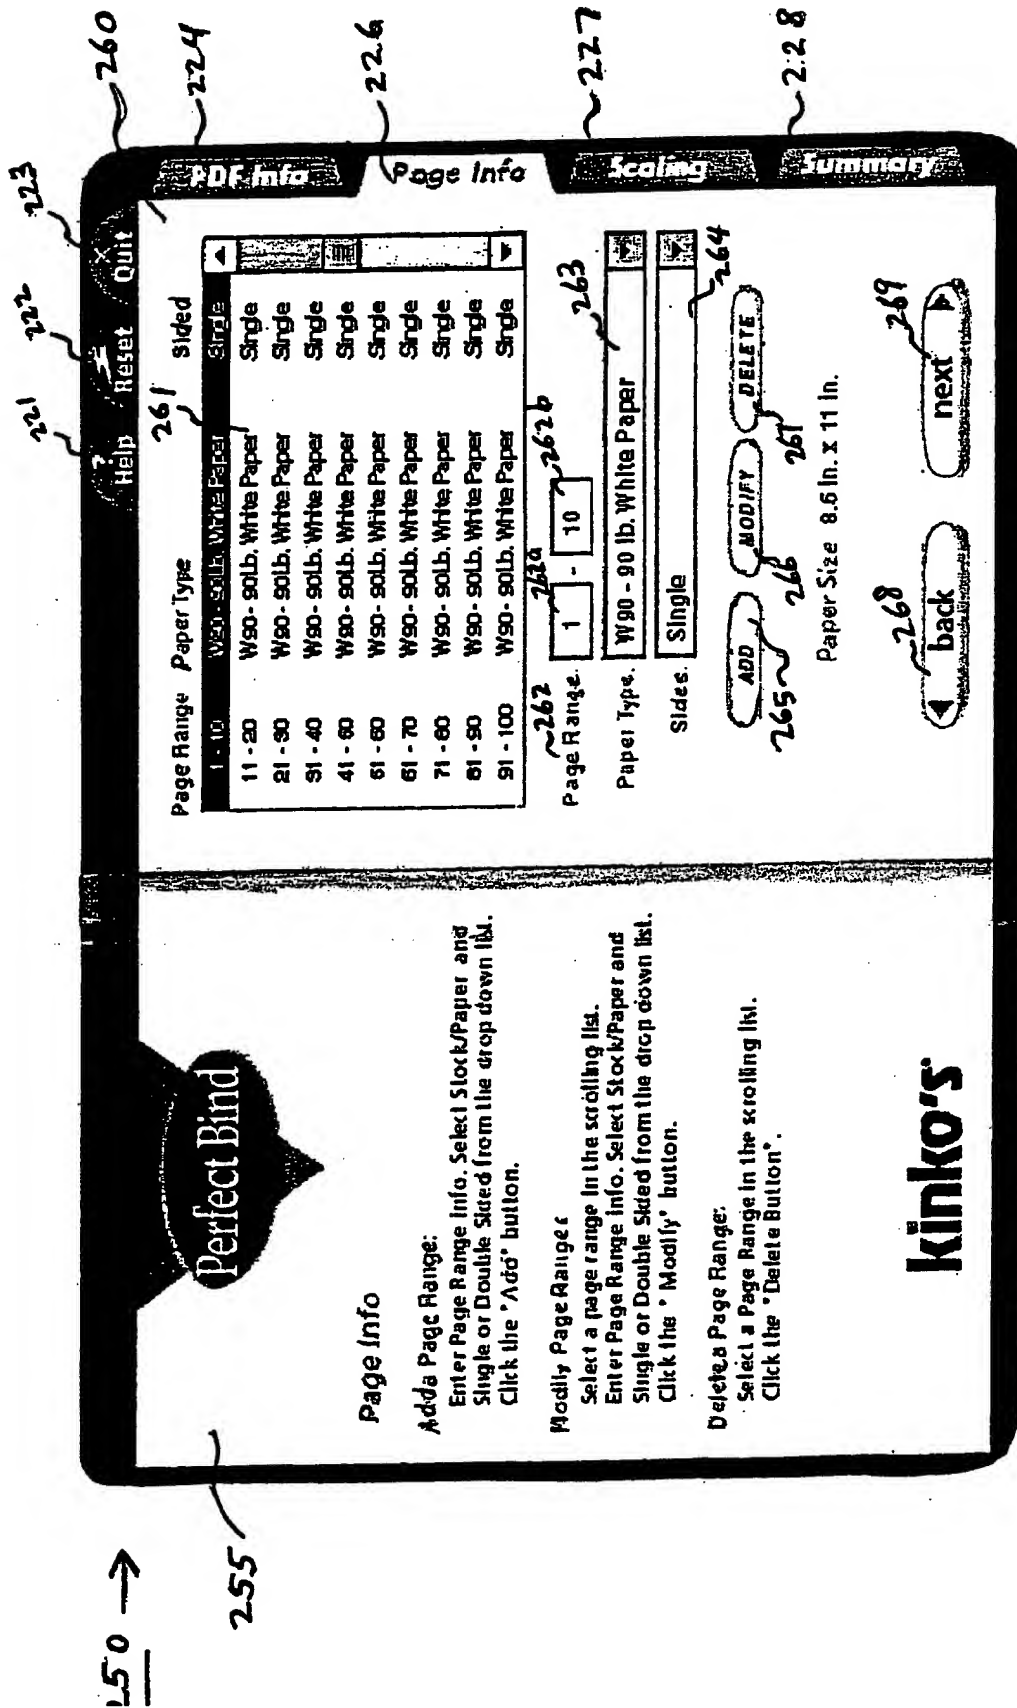 250
255
221
222
223
260
224
226
227
228
Help
Reset
Quit
PDF Info
Page Info
Scaling
Summary
Perfect Bind
Page Info
Add a Page Range:
Enter Page Range Info. Select Stock/Paper and
Single or Double Sided from the drop down list.
Click the "Add" button.
Modify Page Range:
Select a page range in the scrolling list.
Enter Page Range Info. Select Stock/Paper and
Single or Double Sided from the drop down list.
Click the " Modify" button.
Delete a Page Range:
Select a Page Range in the scrolling list.
Click the "Delete Button".
kinko's
261
Page Range Paper Type Sided
1 - 10 W90 - 90Lb. White Paper Single
11 - 20 W90 - 90Lb. White Paper Single
21 - 30 W90 - 90Lb. White Paper Single
31 - 40 W90 - 90Lb. White Paper Single
41 - 50 W90 - 90Lb. White Paper Single
51 - 60 W90 - 90Lb. White Paper Single
61 - 70 W90 - 90Lb. White Paper Single
71 - 80 W90 - 90Lb. White Paper Single
81 - 90 W90 - 90Lb. White Paper Single
91 - 100 W90 - 90Lb. White Paper Single
262 262a 262b
Page Range. 1 - 10
263
Paper Type. W90 - 90 lb. White Paper
Sides. Single
264
ADD MODIFY DELETE
265 266 267
Paper Size 8.5 In. x 11 In.
268 269
back next